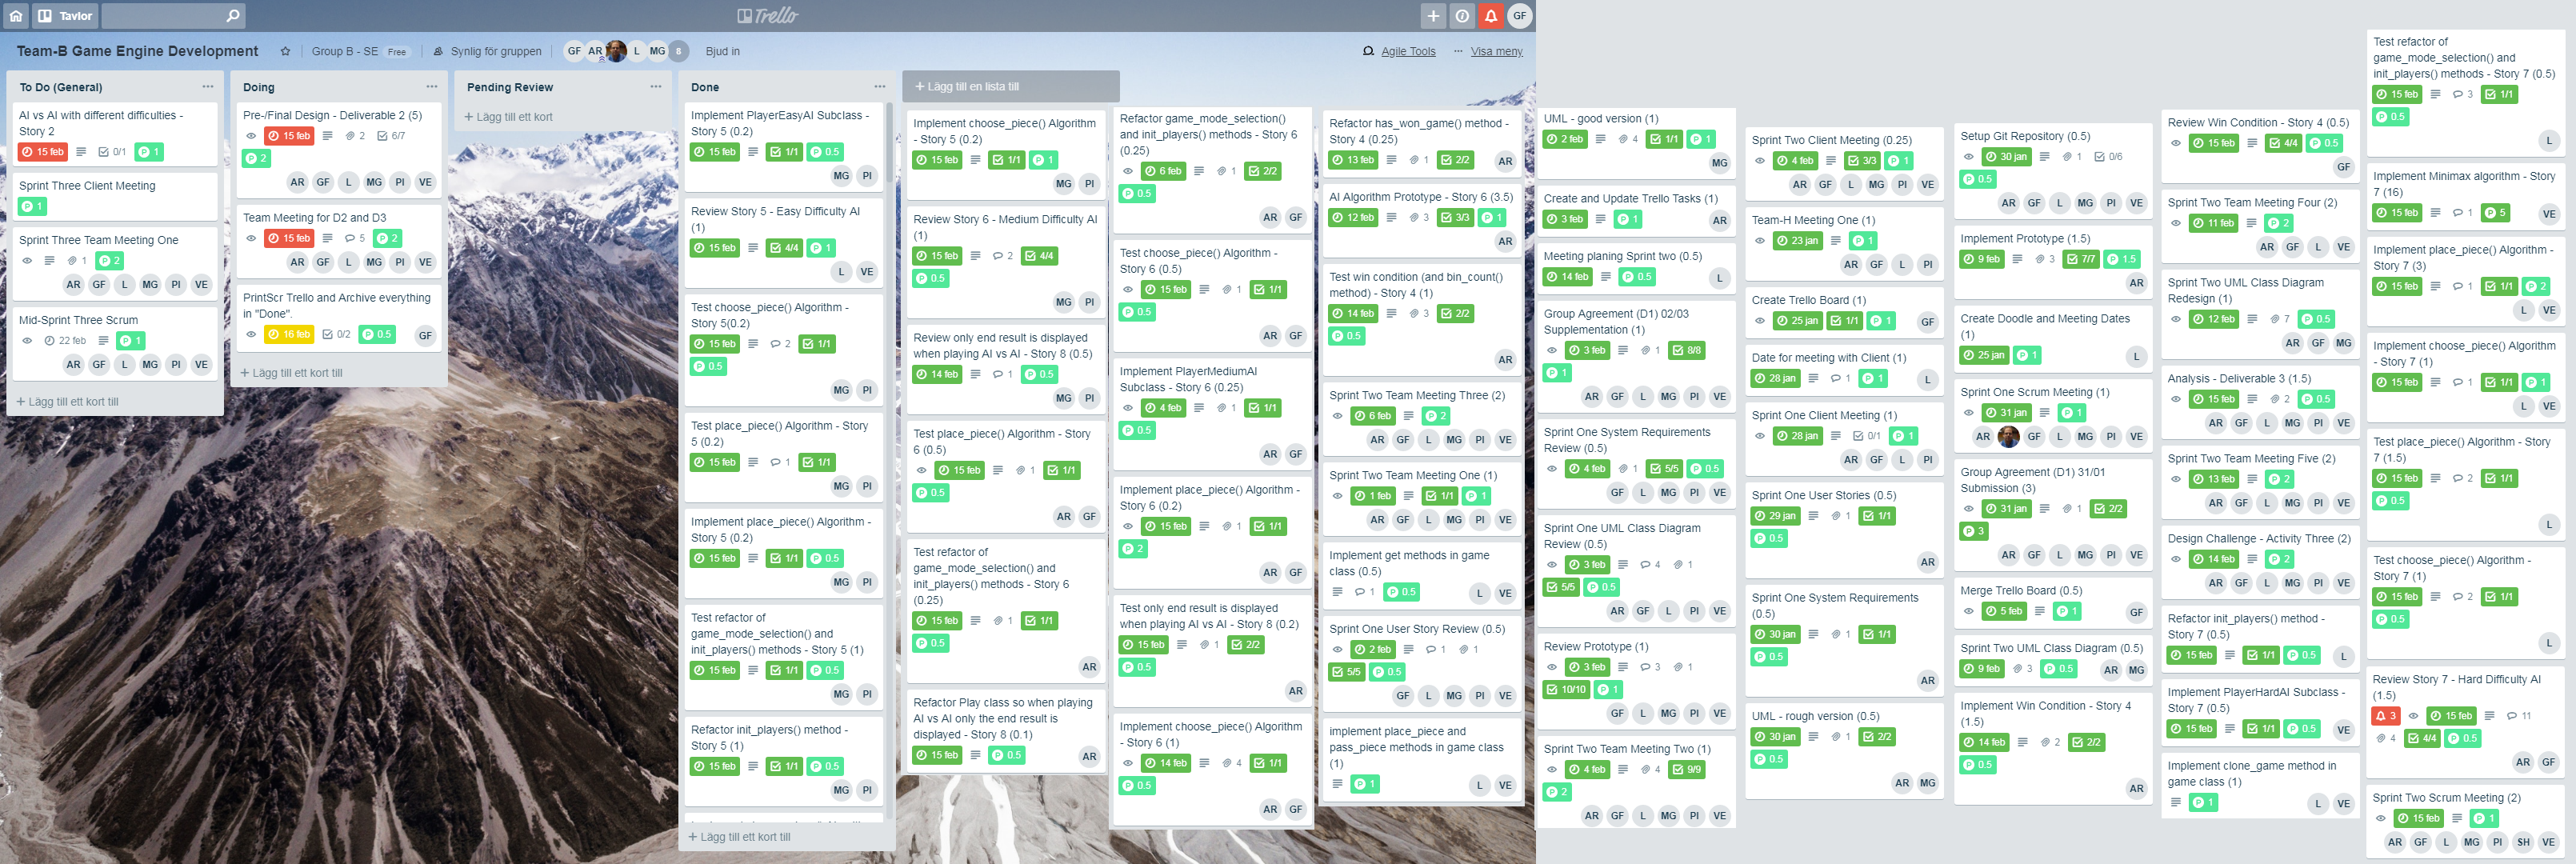 Tavlor
Trello
GF
Team-B Game Engine Development
Group B - SE Free
Synlig för gruppen
GF AR L MG 8
Bjud in
Agile Tools
Visa meny
To Do (General)
AI vs AI with different difficulties -
Story 2
15 feb 0/1 1
Sprint Three Client Meeting
1
Sprint Three Team Meeting One
1 2
AR GF L MG PI VE
Mid-Sprint Three Scrum
22 feb 1
AR GF L MG PI VE
+ Lägg till ett kort till
Doing
Pre-/Final Design - Deliverable 2 (5)
15 feb 2 6/7
2
AR GF L MG PI VE
Team Meeting for D2 and D3
15 feb 5 2
AR GF L MG PI VE
PrintScr Trello and Archive everything
in "Done".
16 feb 0/2 0.5 GF
+ Lägg till ett kort till
Pending Review
+ Lägg till ett kort
Done
Implement PlayerEasyAI Subclass -
Story 5 (0.2)
15 feb 1/1 0.5
MG PI
Review Story 5 - Easy Difficulty AI
(1)
15 feb 4/4 1
L VE
Test choose_piece() Algorithm -
Story 5(0.2)
15 feb 2 1/1
0.5
MG PI
Test place_piece() Algorithm - Story
5 (0.2)
15 feb 1 1/1
MG PI
Implement place_piece() Algorithm -
Story 5 (0.2)
15 feb 1/1 0.5
MG PI
Test refactor of
game_mode_selection() and
init_players() methods - Story 5 (1)
15 feb 1/1 0.5
MG PI
Refactor init_players() method -
Story 5 (1)
15 feb 1/1 0.5
MG PI
+ Lägg till ett kort till
+ Lägg till en lista till
Implement choose_piece() Algorithm
- Story 5 (0.2)
15 feb 1/1 1
MG PI
Review Story 6 - Medium Difficulty AI
(1)
15 feb 2 4/4
0.5
MG PI
Review only end result is displayed
when playing AI vs AI - Story 8 (0.5)
14 feb 1 0.5
MG PI
Test place_piece() Algorithm - Story
6 (0.5)
15 feb 1 1/1
0.5
AR GF
Test refactor of
game_mode_selection() and
init_players() methods - Story 6
(0.25)
15 feb 1 1/1
0.5
AR
Refactor Play class so when playing
AI vs AI only the end result is
displayed - Story 8 (0.1)
15 feb 0.5 AR
Refactor game_mode_selection()
and init_players() methods - Story 6
(0.25)
6 feb 1 2/2
0.5
AR GF
Test choose_piece() Algorithm -
Story 6 (0.5)
15 feb 1 1/1
0.5
AR GF
Implement PlayerMediumAI
Subclass - Story 6 (0.25)
4 feb 1 1/1
0.5
AR GF
Implement place_piece() Algorithm -
Story 6 (0.2)
15 feb 1 1/1
2
AR GF
Test only end result is displayed
when playing AI vs AI - Story 8 (0.2)
15 feb 1 2/2
0.5
AR
Implement choose_piece() Algorithm
- Story 6 (1)
14 feb 4 1/1
0.5
AR GF
Refactor has_won_game() method -
Story 4 (0.25)
13 feb 1 2/2 AR
AI Algorithm Prototype - Story 6 (3.5)
12 feb 3 3/3 1
AR
Test win condition (and bin_count()
method) - Story 4 (1)
14 feb 3 2/2
0.5
AR
Sprint Two Team Meeting Three (2)
6 feb 2
AR GF L MG PI VE
Sprint Two Team Meeting One (1)
1 feb 1/1 1
AR GF L MG PI VE
Implement get methods in game
class (0.5)
1 0.5 L VE
Sprint One User Story Review (0.5)
2 feb 1 1
5/5 0.5
GF L MG PI VE
implement place_piece and
pass_piece methods in game class
(1)
1 L VE
UML - good version (1)
2 feb 4 1/1 1
MG
Create and Update Trello Tasks (1)
3 feb 1 AR
Meeting planing Sprint two (0.5)
14 feb 0.5 L
Group Agreement (D1) 02/03
Supplementation (1)
3 feb 1 8/8
1
AR GF L MG PI VE
Sprint One System Requirements
Review (0.5)
4 feb 1 5/5 0.5
GF L MG PI VE
Sprint One UML Class Diagram
Review (0.5)
3 feb 4 1
5/5 0.5
AR GF L PI VE
Review Prototype (1)
3 feb 3 1
10/10 1
GF L MG PI VE
Sprint Two Team Meeting Two (1)
4 feb 4 9/9
2
AR GF L MG PI VE
Sprint Two Client Meeting (0.25)
4 feb 3/3 1
AR GF L MG PI VE
Team-H Meeting One (1)
23 jan 1
AR GF L PI
Create Trello Board (1)
25 jan 1/1 1 GF
Date for meeting with Client (1)
28 jan 1 1 L
Sprint One Client Meeting (1)
28 jan 0/1 1
AR GF L PI
Sprint One User Stories (0.5)
29 jan 1 1/1
0.5
AR
Sprint One System Requirements
(0.5)
30 jan 1 1/1
0.5
AR
UML - rough version (0.5)
30 jan 1 2/2
0.5
AR MG
Setup Git Repository (0.5)
30 jan 1 0/6
0.5
AR GF L MG PI VE
Implement Prototype (1.5)
9 feb 3 7/7 1.5
AR
Create Doodle and Meeting Dates
(1)
25 jan 1 L
Sprint One Scrum Meeting (1)
31 jan 1
AR GF L MG PI VE
Group Agreement (D1) 31/01
Submission (3)
31 jan 1 2/2
3
AR GF L MG PI VE
Merge Trello Board (0.5)
5 feb 1 GF
Sprint Two UML Class Diagram (0.5)
9 feb 3 0.5 AR MG
Implement Win Condition - Story 4
(1.5)
14 feb 2 2/2
0.5
AR
Review Win Condition - Story 4 (0.5)
15 feb 4/4 0.5
GF
Sprint Two Team Meeting Four (2)
11 feb 2
AR GF L VE
Sprint Two UML Class Diagram
Redesign (1)
12 feb 7 0.5
AR GF MG
Analysis - Deliverable 3 (1.5)
15 feb 2 0.5
AR GF L MG PI VE
Sprint Two Team Meeting Five (2)
13 feb 2
AR GF L MG PI VE
Design Challenge - Activity Three (2)
14 feb 2
AR GF L MG PI VE
Refactor init_players() method -
Story 7 (0.5)
15 feb 1/1 0.5 L
Implement PlayerHardAI Subclass -
Story 7 (0.5)
15 feb 1/1 0.5 VE
Implement clone_game method in
game class (1)
1 L VE
Test refactor of
game_mode_selection() and
init_players() methods - Story 7 (0.5)
15 feb 3 1/1
0.5
L
Implement Minimax algorithm - Story
7 (16)
15 feb 1 5 VE
Implement place_piece() Algorithm -
Story 7 (3)
15 feb 1 1/1 2
L VE
Implement choose_piece() Algorithm
- Story 7 (1)
15 feb 1 1/1 1
L VE
Test place_piece() Algorithm - Story
7 (1.5)
15 feb 2 1/1
0.5
L
Test choose_piece() Algorithm -
Story 7 (1)
15 feb 2 1/1
0.5
L
Review Story 7 - Hard Difficulty AI
(1.5)
3 15 feb 11
4 4/4 0.5
AR GF
Sprint Two Scrum Meeting (2)
15 feb 1
AR GF L MG PI SH VE